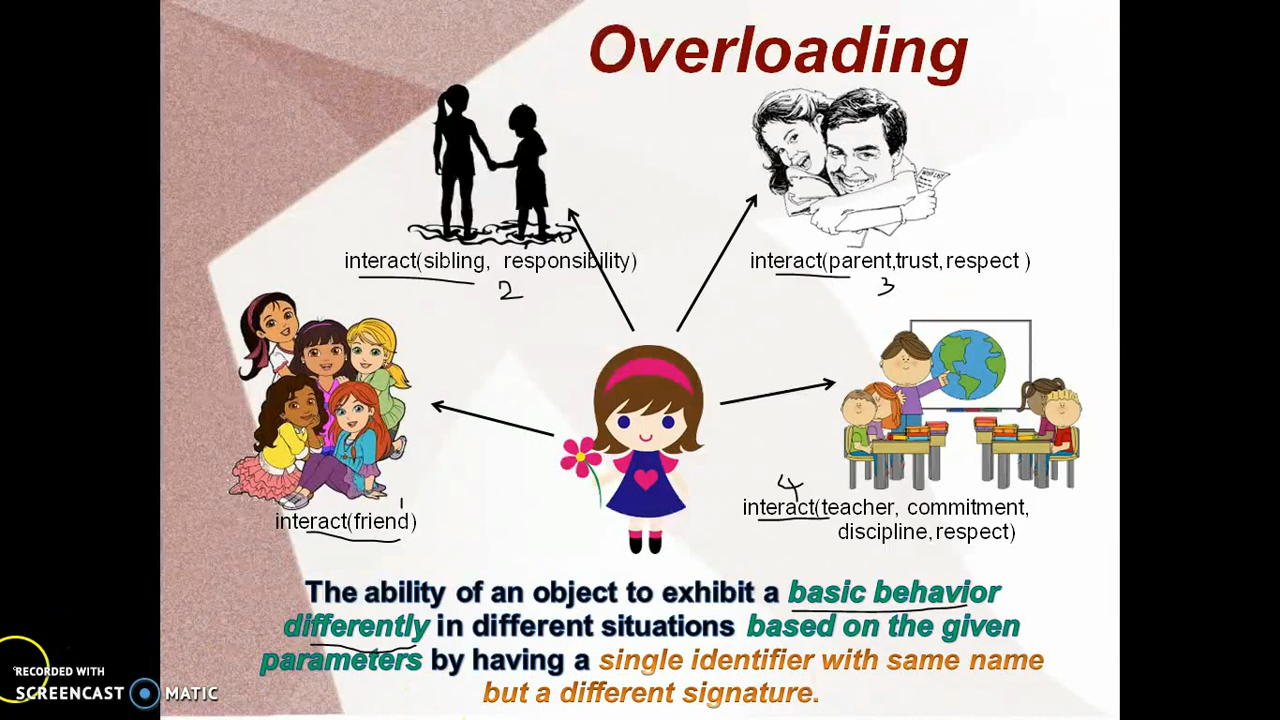 Overloading
interact(sibling, responsibility)
2
interact(parent,trust,respect )
3
1
interact(friend)
4
interact(teacher, commitment,
discipline,respect)
The ability of an object to exhibit a basic behavior
differently in different situations based on the given
parameters by having a single identifier with same name
but a different signature.
RECORDED WITH
SCREENCAST MATIC